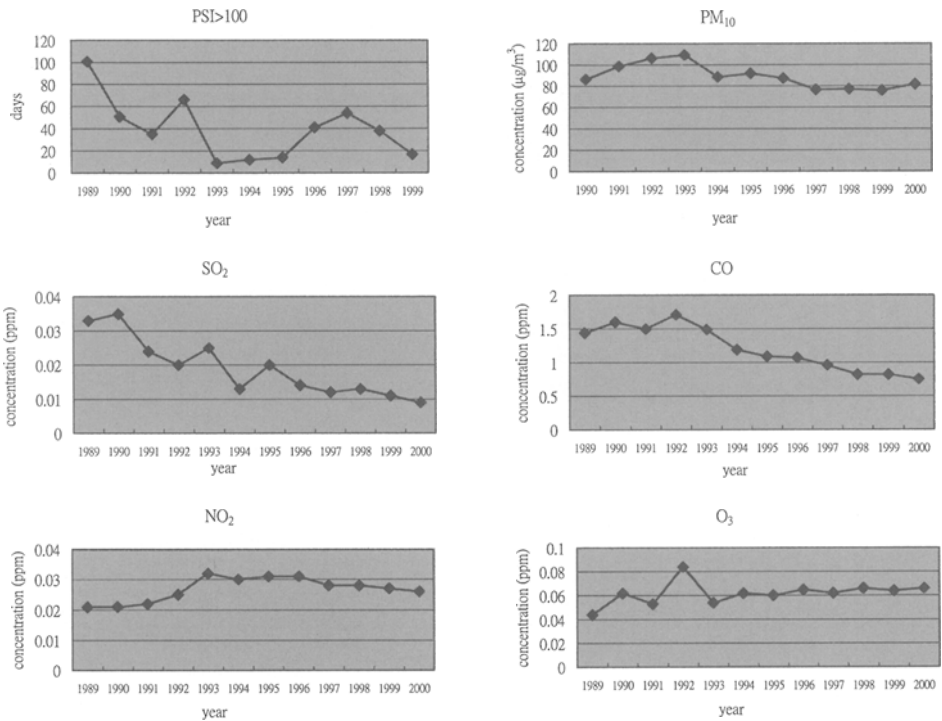 PSI>100
120
100
80
60
40
20
0
days
1989 1990 1991 1992 1993 1994 1995 1996 1997 1998 1999
year
PM₁₀
120
100
80
60
40
20
0
concentration (µg/m³)
1990 1991 1992 1993 1994 1995 1996 1997 1998 1999 2000
year
SO₂
0.04
0.03
0.02
0.01
0
concentration (ppm)
1989 1990 1991 1992 1993 1994 1995 1996 1997 1998 1999 2000
year
CO
2
1.5
1
0.5
0
concentration (ppm)
1989 1990 1991 1992 1993 1994 1995 1996 1997 1998 1999 2000
year
NO₂
0.04
0.03
0.02
0.01
0
concentration (ppm)
1989 1990 1991 1992 1993 1994 1995 1996 1997 1998 1999 2000
year
O₃
0.1
0.08
0.06
0.04
0.02
0
concentration (ppm)
1989 1990 1991 1992 1993 1994 1995 1996 1997 1998 1999 2000
year